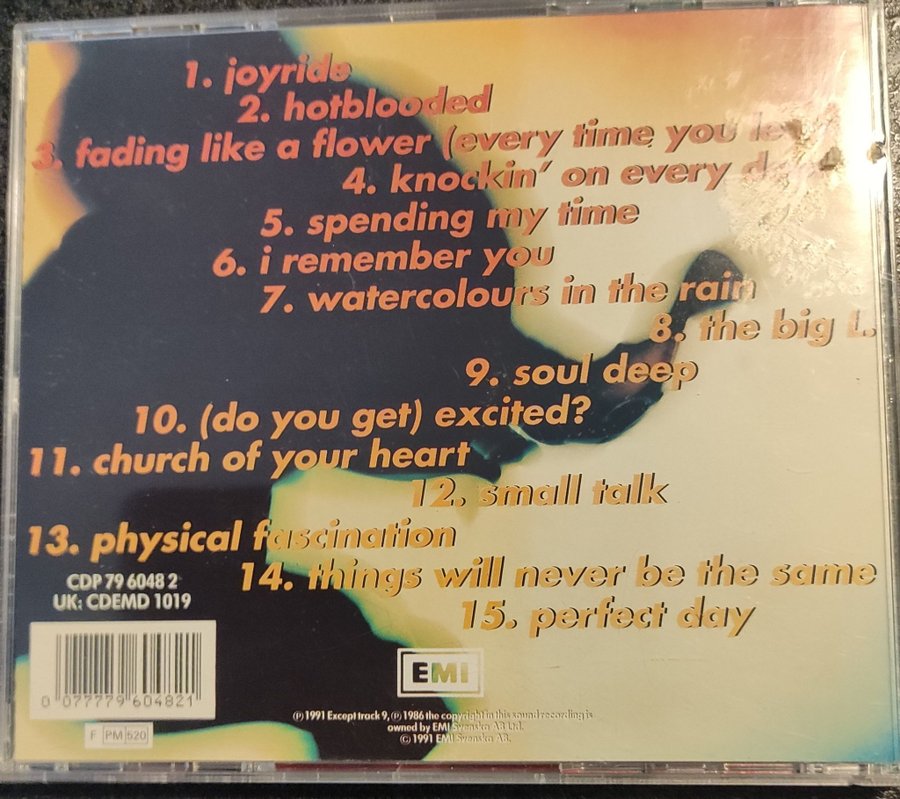 1. joyride
2. hotblooded
3. fading like a flower (every time you
4. knockin' on every
5. spending my time
6. i remember you
7. watercolours in the rain
8. the big L.
9. soul deep
10. (do you get) excited?
11. church of your heart
12. small talk
13. physical fascination
14. things will never be the same
15. perfect day
CDP 79 6048 2
UK: CDEMD 1019
0 077779 604821
EMI
F PM 520
℗ 1991 Except track 9, ℗ 1986 the copyright in this sound recording is
owned by EMI Svenska AB Ltd.
© 1991 EMI Svenska AB.